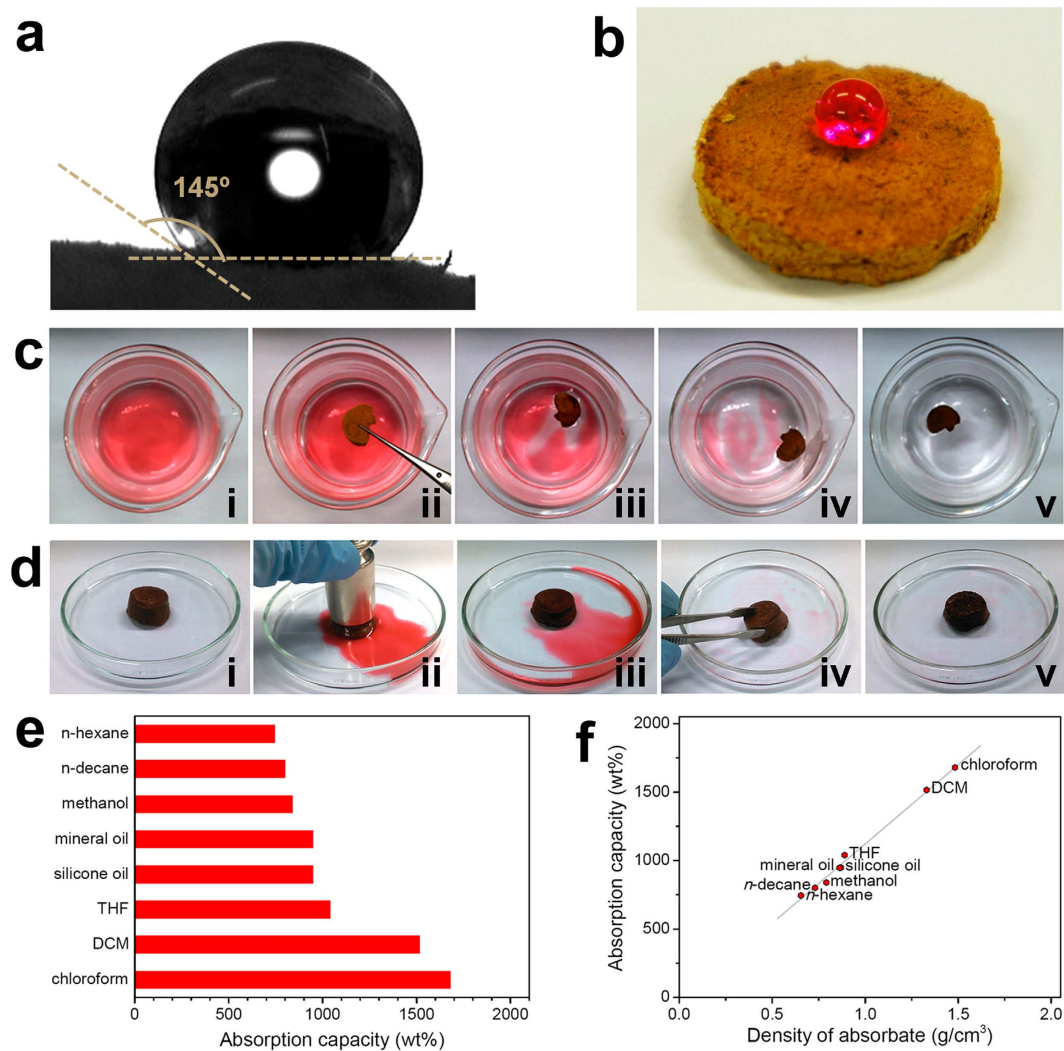 a
145º
b
c
i
ii
iii
iv
v
d
i
ii
iii
iv
v
e
n-hexane
n-decane
methanol
mineral oil
silicone oil
THF
DCM
chloroform
0
500
1000
1500
2000
Absorption capacity (wt%)
f
Absorption capacity (wt%)
2000
1500
1000
500
0
chloroform
DCM
THF
mineral oil
silicone oil
n-decane
methanol
n-hexane
0.0
0.5
1.0
1.5
2.0
Density of absorbate (g/cm³)